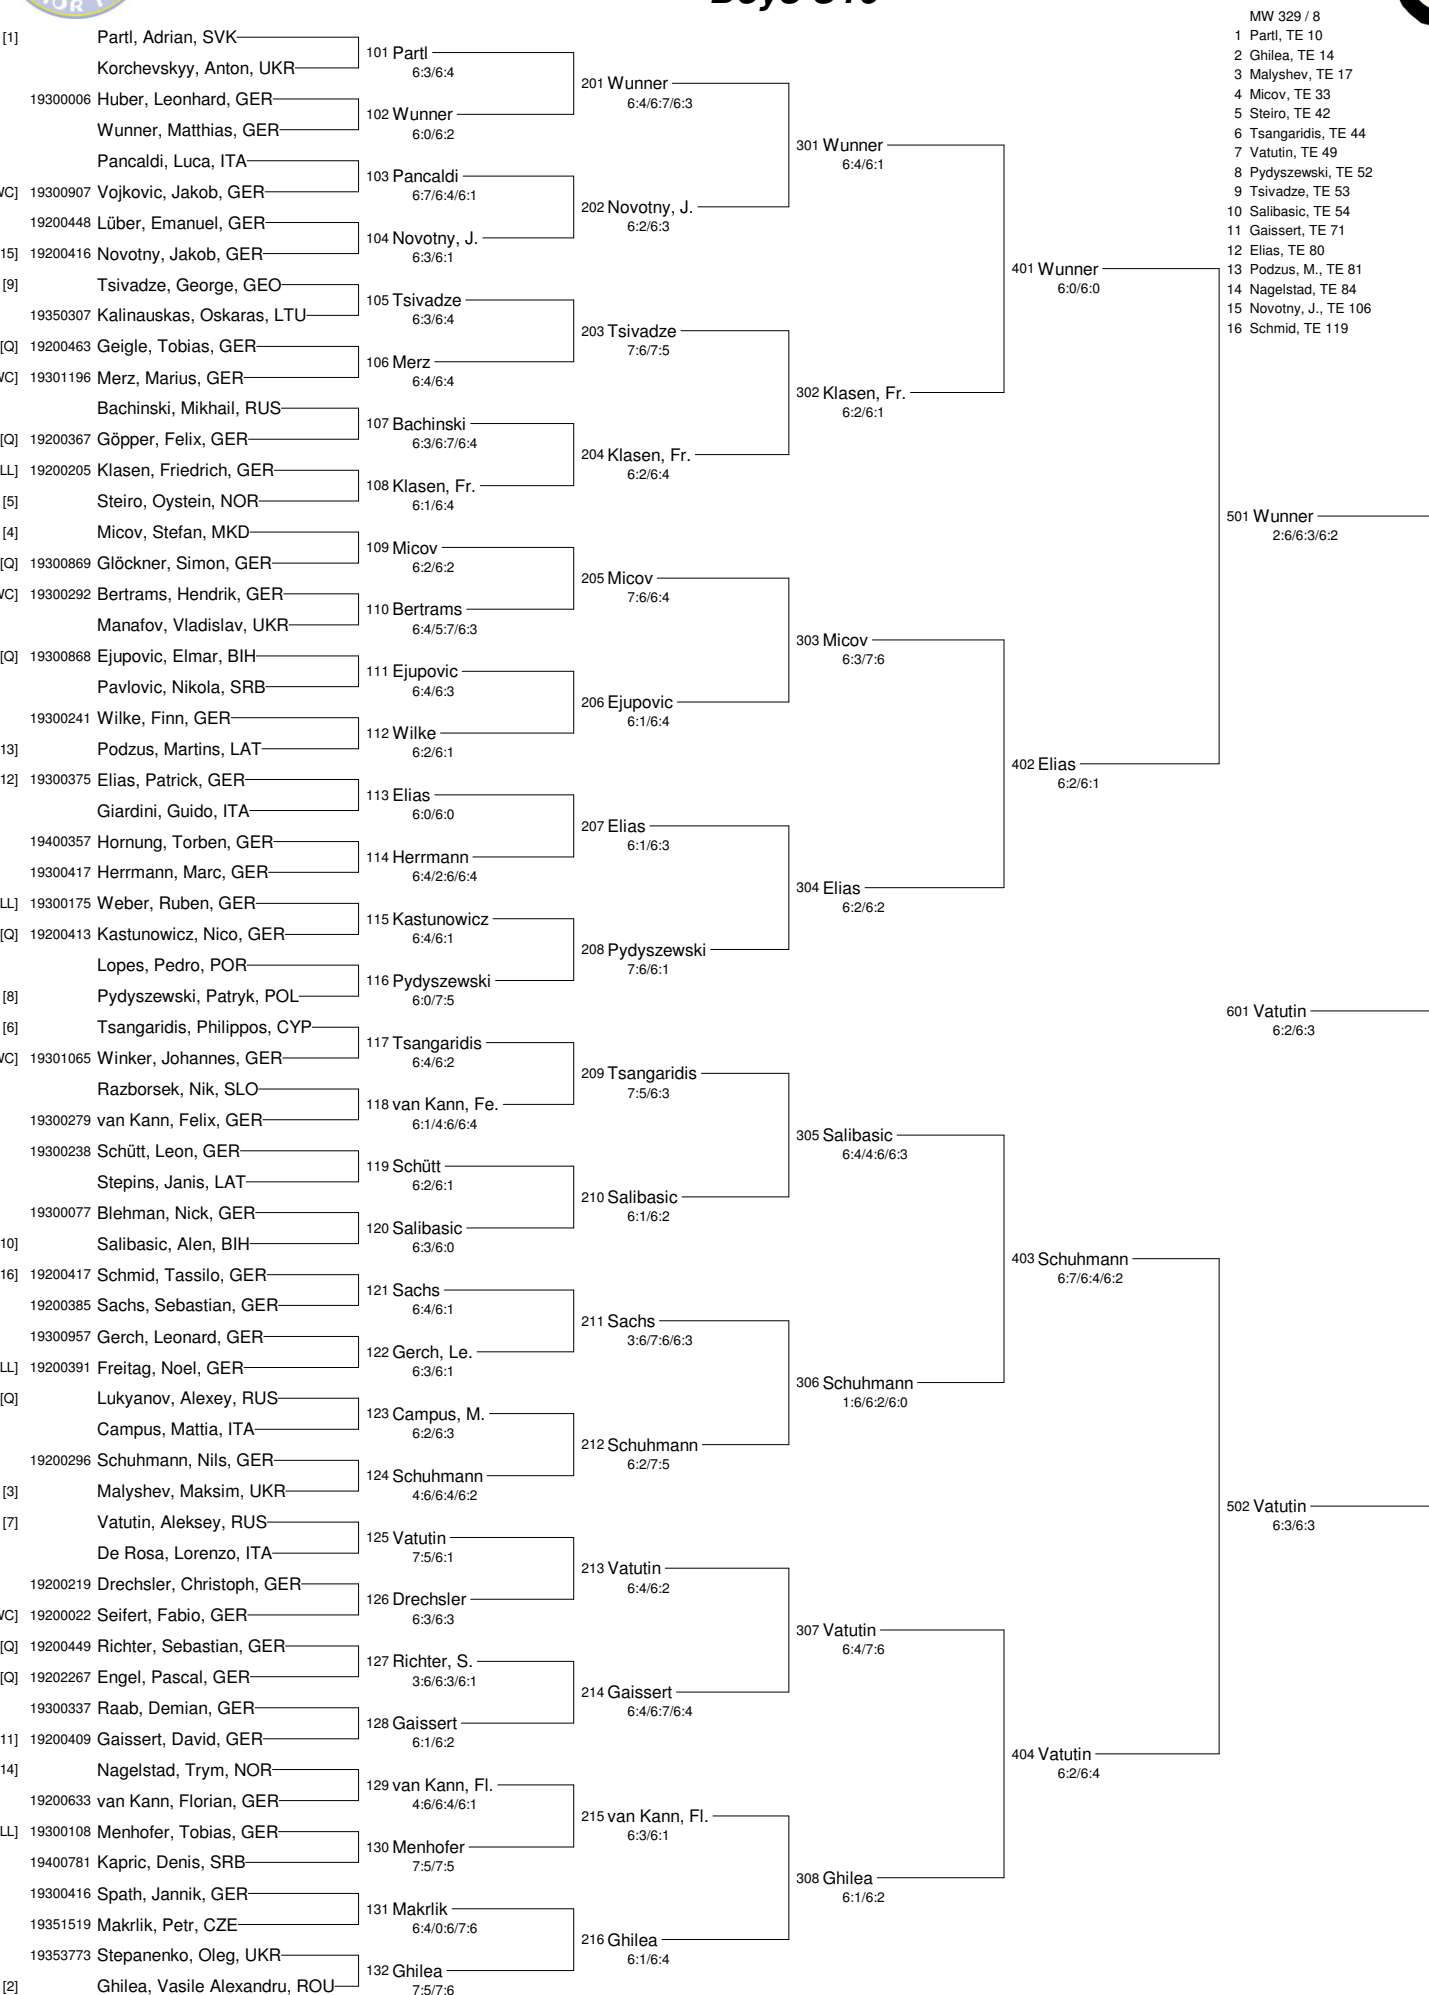 MW 329 / 8
1 Partl, TE 10
2 Ghilea, TE 14
3 Malyshev, TE 17
4 Micov, TE 33
5 Steiro, TE 42
6 Tsangaridis, TE 44
7 Vatutin, TE 49
8 Pydyszewski, TE 52
9 Tsivadze, TE 53
10 Salibasic, TE 54
11 Gaissert, TE 71
12 Elias, TE 80
13 Podzus, M., TE 81
14 Nagelstad, TE 84
15 Novotny, J., TE 106
16 Schmid, TE 119
[1] Partl, Adrian, SVK
Korchevskyy, Anton, UKR
19300006 Huber, Leonhard, GER
Wunner, Matthias, GER
Pancaldi, Luca, ITA
C] 19300907 Vojkovic, Jakob, GER
19200448 Lüber, Emanuel, GER
15] 19200416 Novotny, Jakob, GER
[9] Tsivadze, George, GEO
19350307 Kalinauskas, Oskaras, LTU
[Q] 19200463 Geigle, Tobias, GER
C] 19301196 Merz, Marius, GER
Bachinski, Mikhail, RUS
[Q] 19200367 Göpper, Felix, GER
LL] 19200205 Klasen, Friedrich, GER
[5] Steiro, Oystein, NOR
[4] Micov, Stefan, MKD
[Q] 19300869 Glöckner, Simon, GER
C] 19300292 Bertrams, Hendrik, GER
Manafov, Vladislav, UKR
[Q] 19300868 Ejupovic, Elmar, BIH
Pavlovic, Nikola, SRB
19300241 Wilke, Finn, GER
13] Podzus, Martins, LAT
12] 19300375 Elias, Patrick, GER
Giardini, Guido, ITA
19400357 Hornung, Torben, GER
19300417 Herrmann, Marc, GER
LL] 19300175 Weber, Ruben, GER
[Q] 19200413 Kastunowicz, Nico, GER
Lopes, Pedro, POR
[8] Pydyszewski, Patryk, POL
[6] Tsangaridis, Philippos, CYP
C] 19301065 Winker, Johannes, GER
Razborsek, Nik, SLO
19300279 van Kann, Felix, GER
19300238 Schütt, Leon, GER
Stepins, Janis, LAT
19300077 Blehman, Nick, GER
10] Salibasic, Alen, BIH
16] 19200417 Schmid, Tassilo, GER
19200385 Sachs, Sebastian, GER
19300957 Gerch, Leonard, GER
LL] 19200391 Freitag, Noel, GER
[Q] Lukyanov, Alexey, RUS
Campus, Mattia, ITA
19200296 Schuhmann, Nils, GER
[3] Malyshev, Maksim, UKR
[7] Vatutin, Aleksey, RUS
De Rosa, Lorenzo, ITA
19200219 Drechsler, Christoph, GER
C] 19200022 Seifert, Fabio, GER
[Q] 19200449 Richter, Sebastian, GER
[Q] 19202267 Engel, Pascal, GER
19300337 Raab, Demian, GER
11] 19200409 Gaissert, David, GER
14] Nagelstad, Trym, NOR
19200633 van Kann, Florian, GER
LL] 19300108 Menhofer, Tobias, GER
19400781 Kapric, Denis, SRB
19300416 Spath, Jannik, GER
19351519 Makrlik, Petr, CZE
19353773 Stepanenko, Oleg, UKR
[2] Ghilea, Vasile Alexandru, ROU
101 Partl
6:3/6:4
102 Wunner
6:0/6:2
103 Pancaldi
6:7/6:4/6:1
104 Novotny, J.
6:3/6:1
105 Tsivadze
6:3/6:4
106 Merz
6:4/6:4
107 Bachinski
6:3/6:7/6:4
108 Klasen, Fr.
6:1/6:4
109 Micov
6:2/6:2
110 Bertrams
6:4/5:7/6:3
111 Ejupovic
6:4/6:3
112 Wilke
6:2/6:1
113 Elias
6:0/6:0
114 Herrmann
6:4/2:6/6:4
115 Kastunowicz
6:4/6:1
116 Pydyszewski
6:0/7:5
117 Tsangaridis
6:4/6:2
118 van Kann, Fe.
6:1/4:6/6:4
119 Schütt
6:2/6:1
120 Salibasic
6:3/6:0
121 Sachs
6:4/6:1
122 Gerch, Le.
6:3/6:1
123 Campus, M.
6:2/6:3
124 Schuhmann
4:6/6:4/6:2
125 Vatutin
7:5/6:1
126 Drechsler
6:3/6:3
127 Richter, S.
3:6/6:3/6:1
128 Gaissert
6:1/6:2
129 van Kann, Fl.
4:6/6:4/6:1
130 Menhofer
7:5/7:5
131 Makrlik
6:4/0:6/7:6
132 Ghilea
7:5/7:6
201 Wunner
6:4/6:7/6:3
202 Novotny, J.
6:2/6:3
203 Tsivadze
7:6/7:5
204 Klasen, Fr.
6:2/6:4
205 Micov
7:6/6:4
206 Ejupovic
6:1/6:4
207 Elias
6:1/6:3
208 Pydyszewski
7:6/6:1
209 Tsangaridis
7:5/6:3
210 Salibasic
6:1/6:2
211 Sachs
3:6/7:6/6:3
212 Schuhmann
6:2/7:5
213 Vatutin
6:4/6:2
214 Gaissert
6:4/6:7/6:4
215 van Kann, Fl.
6:3/6:1
216 Ghilea
6:1/6:4
301 Wunner
6:4/6:1
302 Klasen, Fr.
6:2/6:1
303 Micov
6:3/7:6
304 Elias
6:2/6:2
305 Salibasic
6:4/4:6/6:3
306 Schuhmann
1:6/6:2/6:0
307 Vatutin
6:4/7:6
308 Ghilea
6:1/6:2
401 Wunner
6:0/6:0
402 Elias
6:2/6:1
403 Schuhmann
6:7/6:4/6:2
404 Vatutin
6:2/6:4
501 Wunner
2:6/6:3/6:2
502 Vatutin
6:3/6:3
601 Vatutin
6:2/6:3